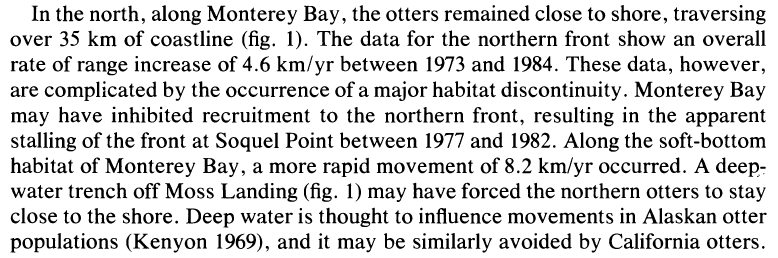 In the north, along Monterey Bay, the otters remained close to shore, traversing
over 35 km of coastline (fig. 1). The data for the northern front show an overall
rate of range increase of 4.6 km/yr between 1973 and 1984. These data, however,
are complicated by the occurrence of a major habitat discontinuity. Monterey Bay
may have inhibited recruitment to the northern front, resulting in the apparent
stalling of the front at Soquel Point between 1977 and 1982. Along the soft-bottom
habitat of Monterey Bay, a more rapid movement of 8.2 km/yr occurred. A deep-
water trench off Moss Landing (fig. 1) may have forced the northern otters to stay
close to the shore. Deep water is thought to influence movements in Alaskan otter
populations (Kenyon 1969), and it may be similarly avoided by California otters.